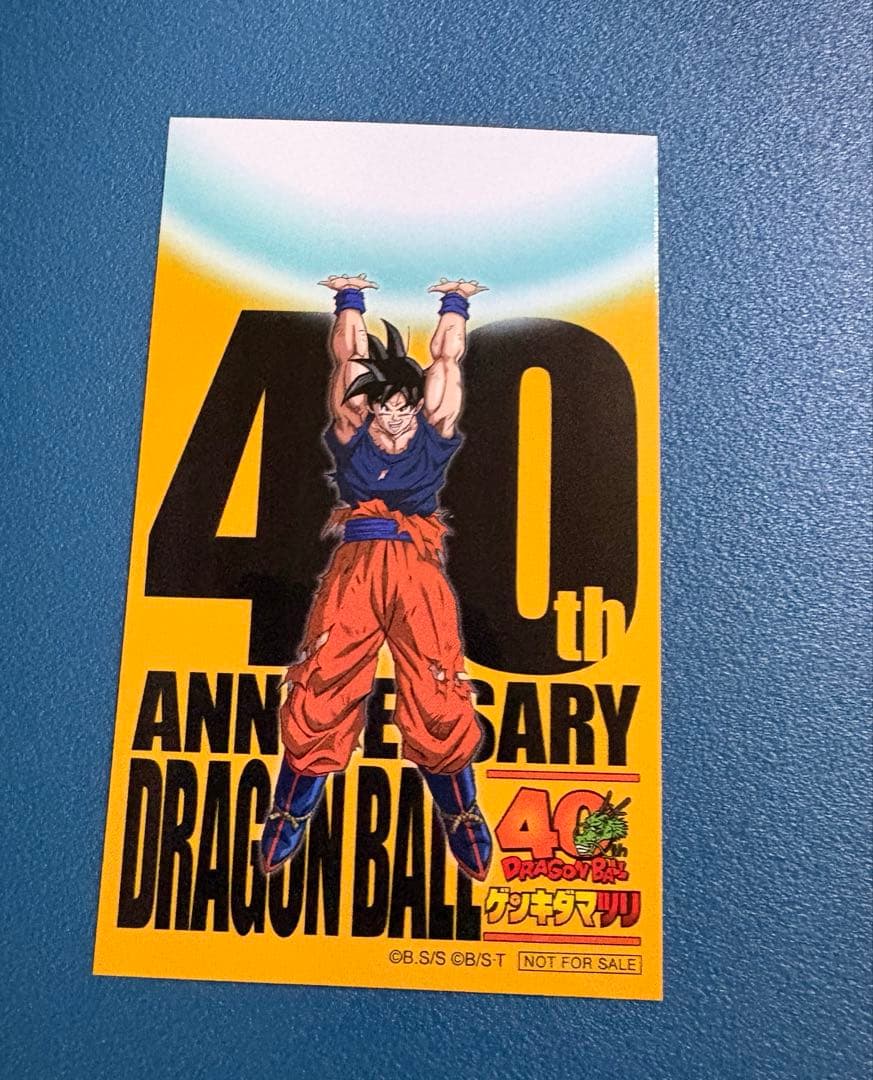 40th
ANNIVERSARY
DRAGON BALL
40th
DRAGON BALL
ゲンキダマツリ
©B.S/S ©B/S-T NOT FOR SALE